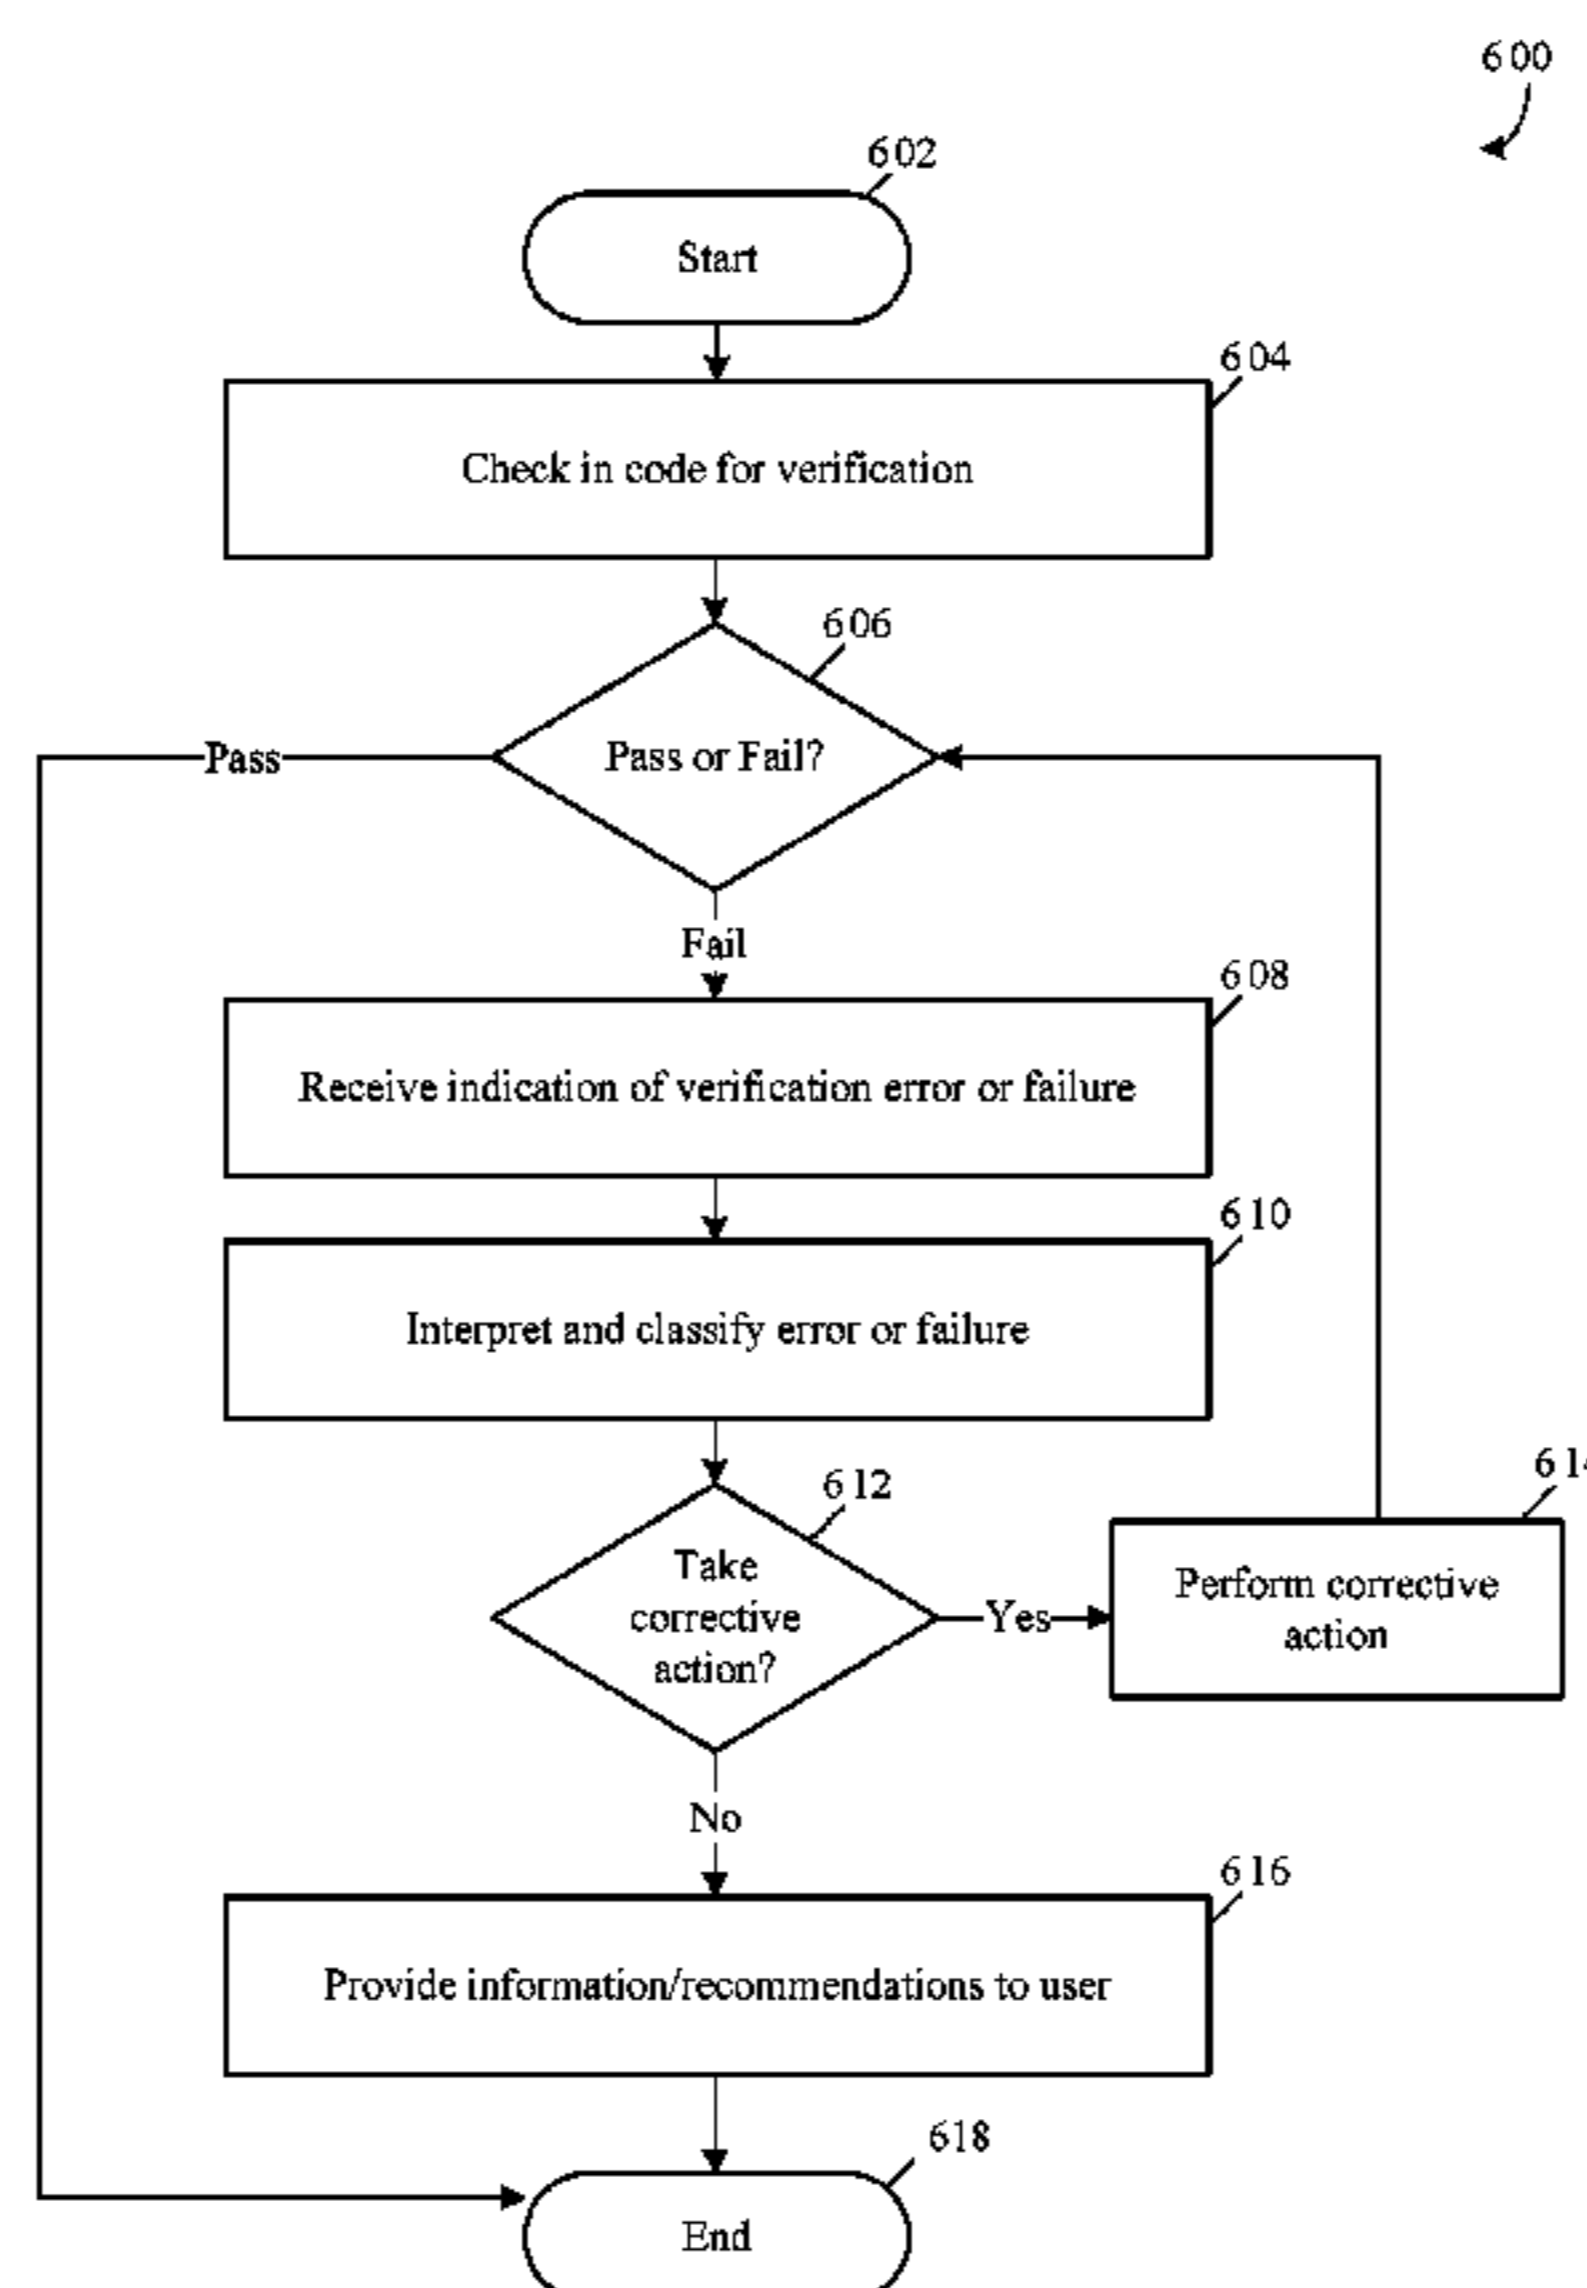 600
602
Start
604
Check in code for verification
606
Pass or Fail?
Pass
Fail
608
Receive indication of verification error or failure
610
Interpret and classify error or failure
612
Take
corrective
action?
Yes
614
Perform corrective
action
No
616
Provide information/recommendations to user
618
End